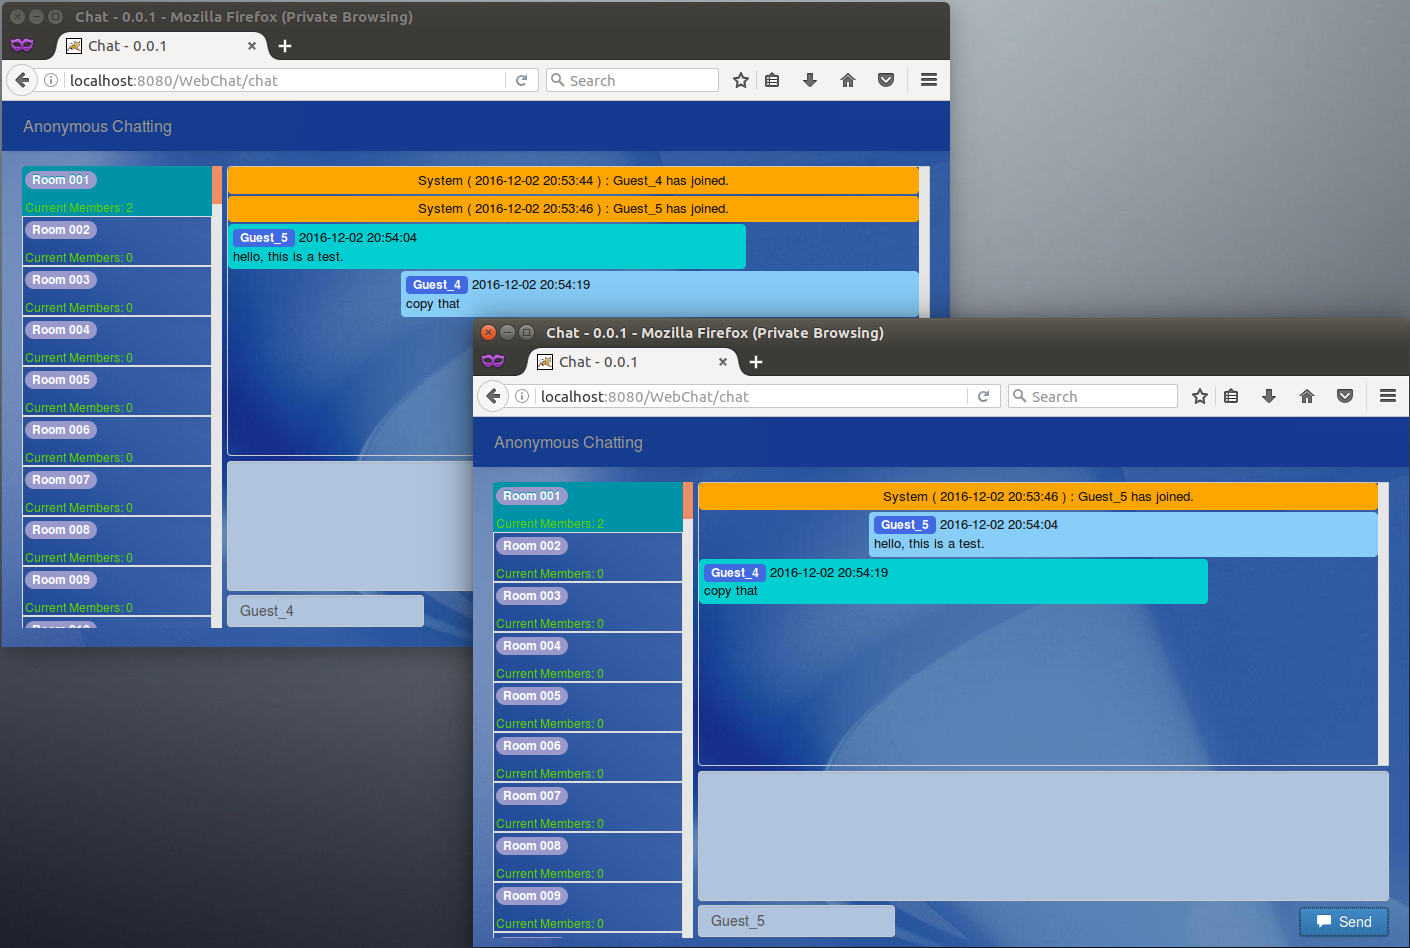 Chat - 0.0.1 - Mozilla Firefox (Private Browsing)
Chat - 0.0.1
localhost:8080/WebChat/chat
Search
Anonymous Chatting
Room 001
Current Members: 2
Room 002
Current Members: 0
Room 003
Current Members: 0
Room 004
Current Members: 0
Room 005
Current Members: 0
Room 006
Current Members: 0
Room 007
Current Members: 0
Room 008
Current Members: 0
Room 009
Current Members: 0
System ( 2016-12-02 20:53:44 ) : Guest_4 has joined.
System ( 2016-12-02 20:53:46 ) : Guest_5 has joined.
Guest_5 2016-12-02 20:54:04
hello, this is a test.
Guest_4 2016-12-02 20:54:19
copy that
Guest_4
Chat - 0.0.1 - Mozilla Firefox (Private Browsing)
Chat - 0.0.1
localhost:8080/WebChat/chat
Search
Anonymous Chatting
Room 001
Current Members: 2
Room 002
Current Members: 0
Room 003
Current Members: 0
Room 004
Current Members: 0
Room 005
Current Members: 0
Room 006
Current Members: 0
Room 007
Current Members: 0
Room 008
Current Members: 0
Room 009
Current Members: 0
System ( 2016-12-02 20:53:46 ) : Guest_5 has joined.
Guest_5 2016-12-02 20:54:04
hello, this is a test.
Guest_4 2016-12-02 20:54:19
copy that
Guest_5
Send